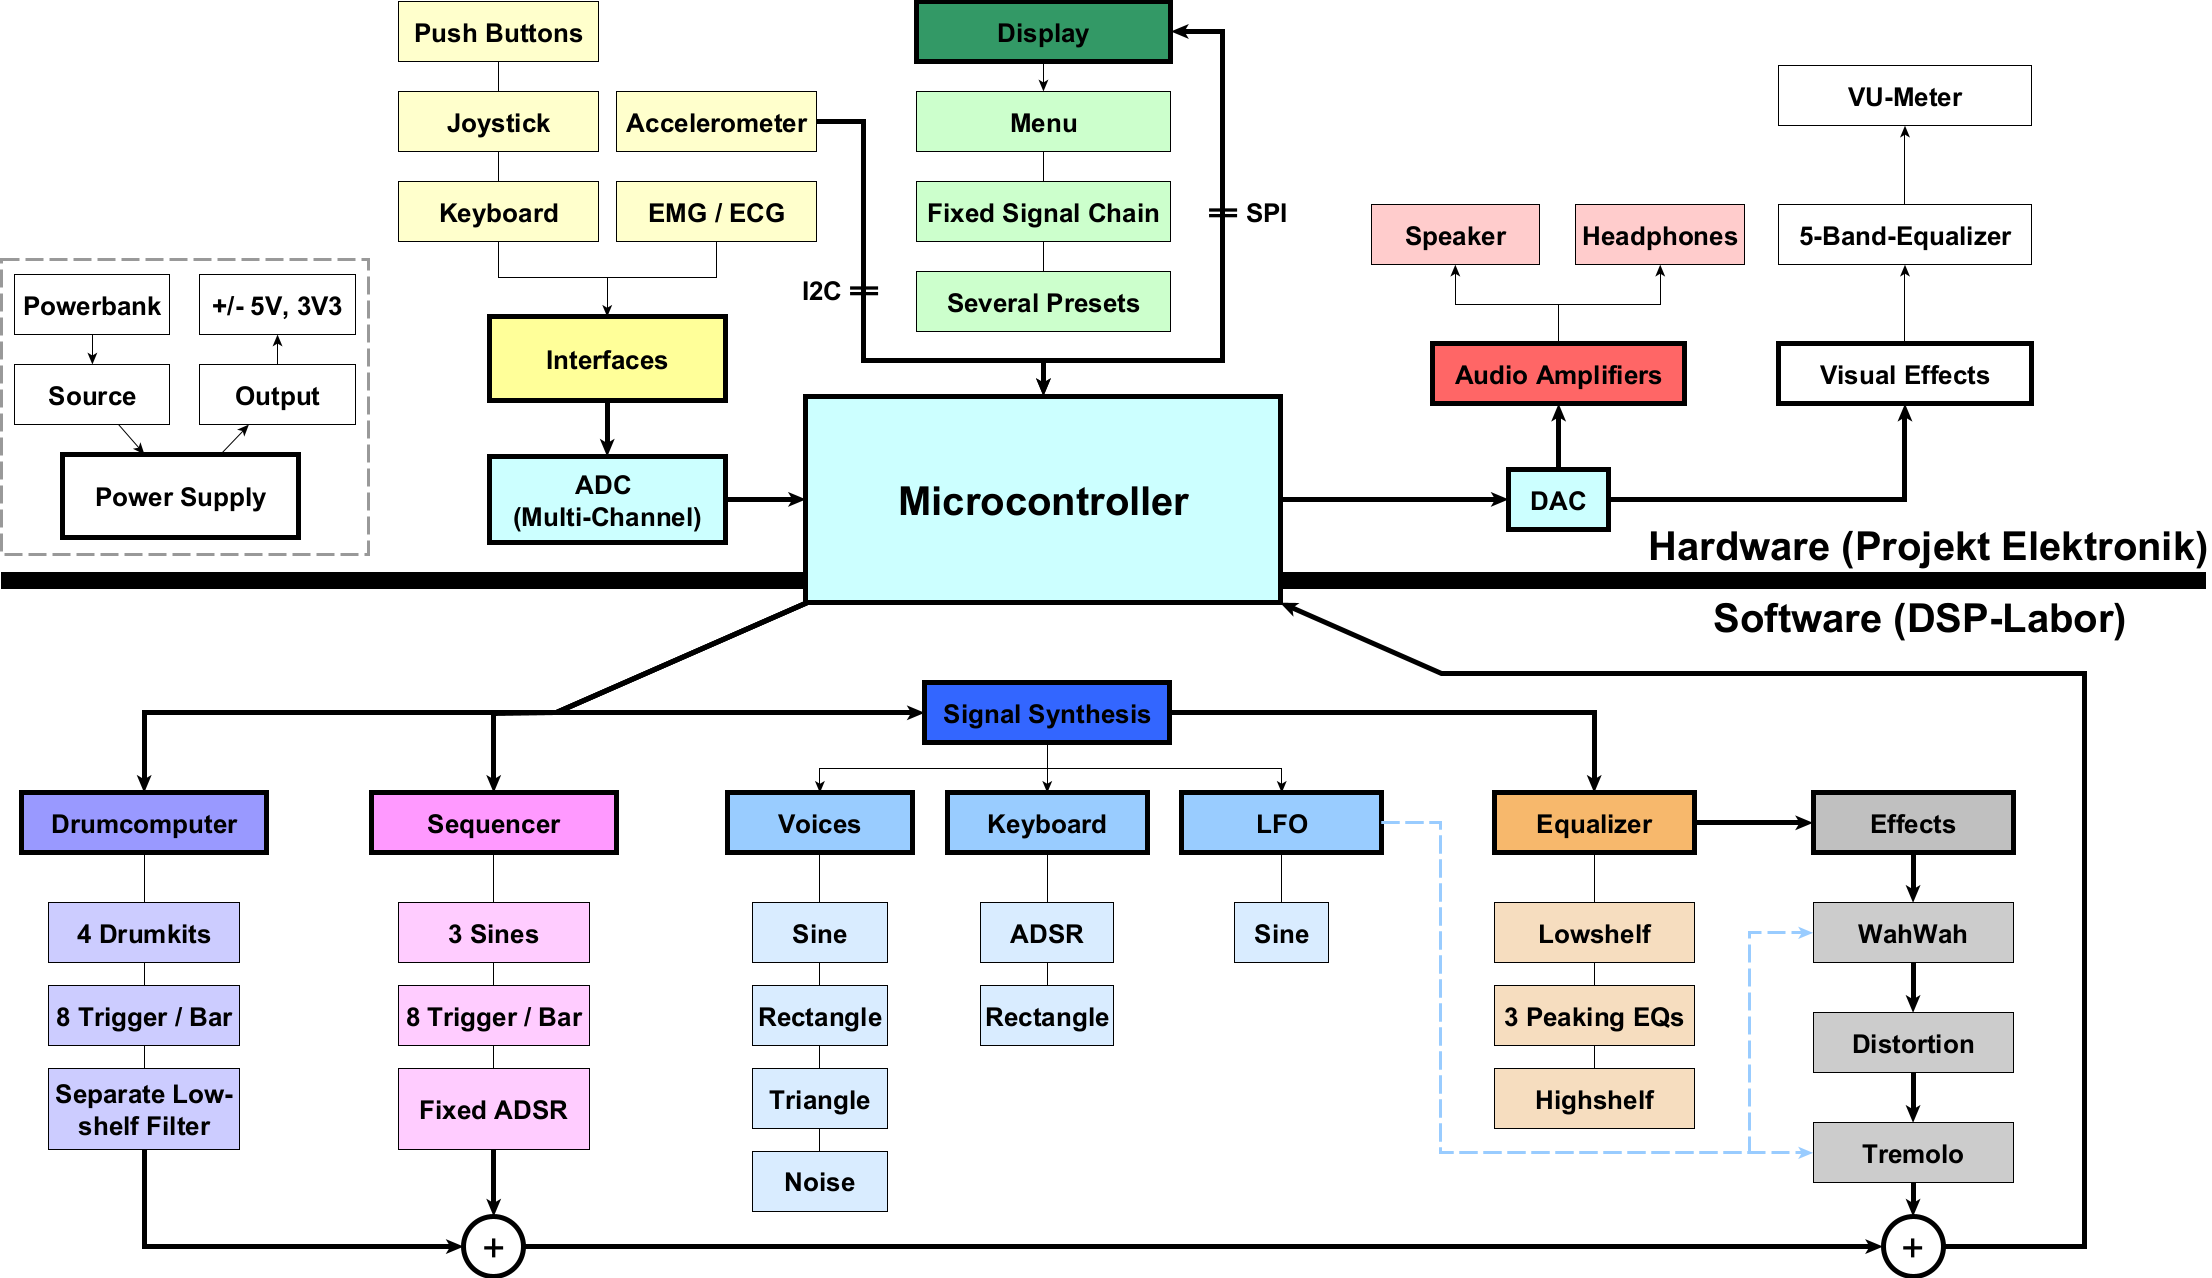 Push Buttons
Joystick
Keyboard
Accelerometer
EMG / ECG
Interfaces
ADC
(Multi-Channel)
I2C
Display
Menu
Fixed Signal Chain
Several Presets
SPI
Powerbank
+/- 5V, 3V3
Source
Output
Power Supply
Microcontroller
Speaker
Headphones
Audio Amplifiers
DAC
VU-Meter
5-Band-Equalizer
Visual Effects
Hardware (Projekt Elektronik)
Software (DSP-Labor)
Signal Synthesis
Drumcomputer
4 Drumkits
8 Trigger / Bar
Separate Low-
shelf Filter
Sequencer
3 Sines
8 Trigger / Bar
Fixed ADSR
Voices
Sine
Rectangle
Triangle
Noise
Keyboard
ADSR
Rectangle
LFO
Sine
Equalizer
Lowshelf
3 Peaking EQs
Highshelf
Effects
WahWah
Distortion
Tremolo
+
+